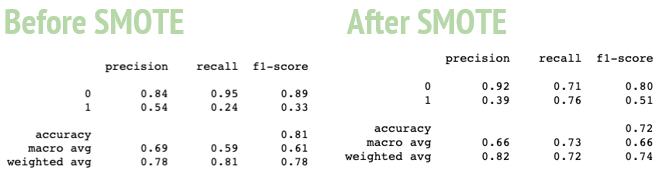 Before SMOTE
precision recall f1-score
0 0.84 0.95 0.89
1 0.54 0.24 0.33
accuracy 0.81
macro avg 0.69 0.59 0.61
weighted avg 0.78 0.81 0.78
After SMOTE
precision recall f1-score
0 0.92 0.71 0.80
1 0.39 0.76 0.51
accuracy 0.72
macro avg 0.66 0.73 0.66
weighted avg 0.82 0.72 0.74